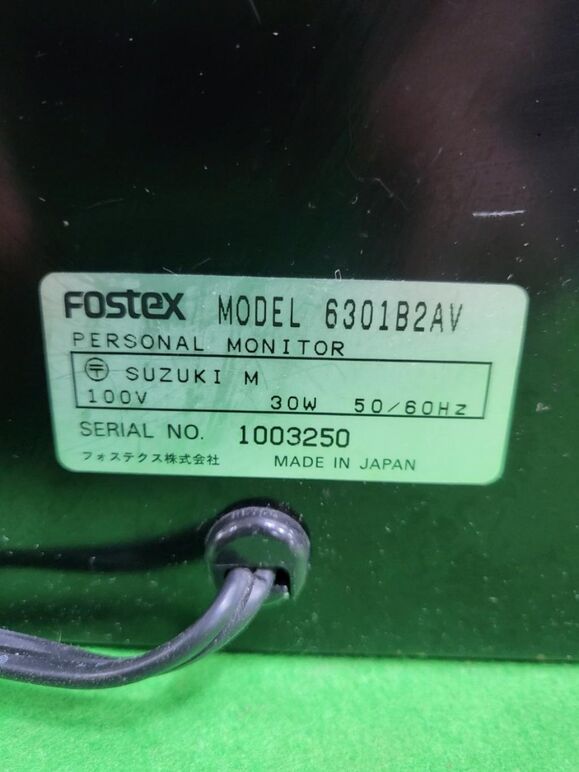 FOSTEX MODEL 6301B2AV
PERSONAL MONITOR
〒 SUZUKI M
100V 30W 50/60Hz
SERIAL NO. 1003250
フォステクス株式会社 MADE IN JAPAN